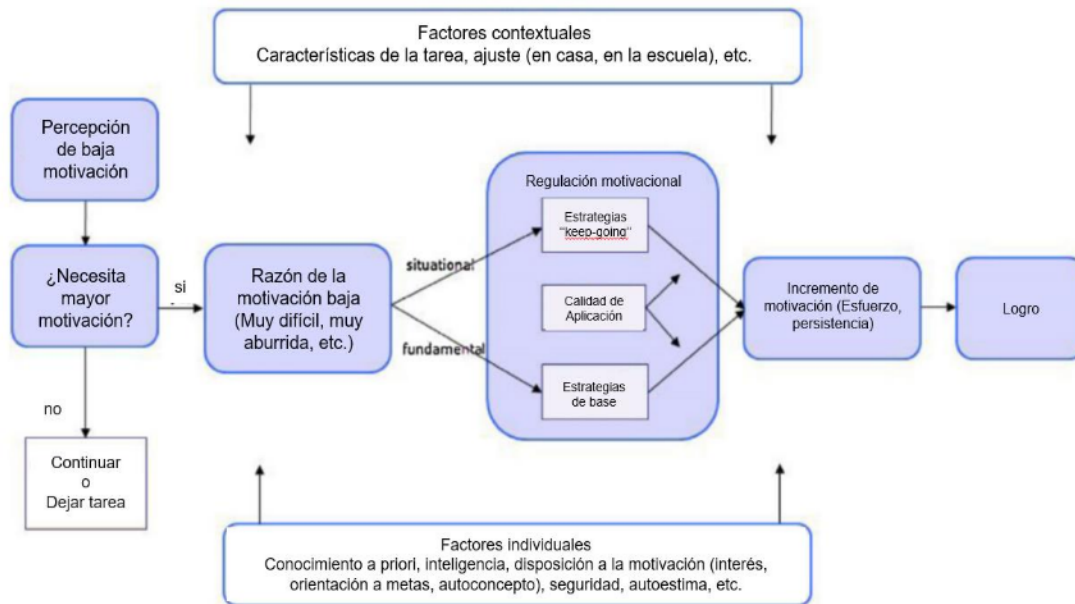 Factores contextuales
Características de la tarea, ajuste (en casa, en la escuela), etc.
Percepción
de baja
motivación
¿Necesita
mayor
motivación?
si
no
Continuar
o
Dejar tarea
Razón de la
motivación baja
(Muy difícil, muy
aburrida, etc.)
situational
fundamental
Regulación motivacional
Estrategias
"keep-going"
Calidad de
Aplicación
Estrategias
de base
Incremento de
motivación (Esfuerzo,
persistencia)
Logro
Factores individuales
Conocimiento a priori, inteligencia, disposición a la motivación (interés,
orientación a metas, autoconcepto), seguridad, autoestima, etc.